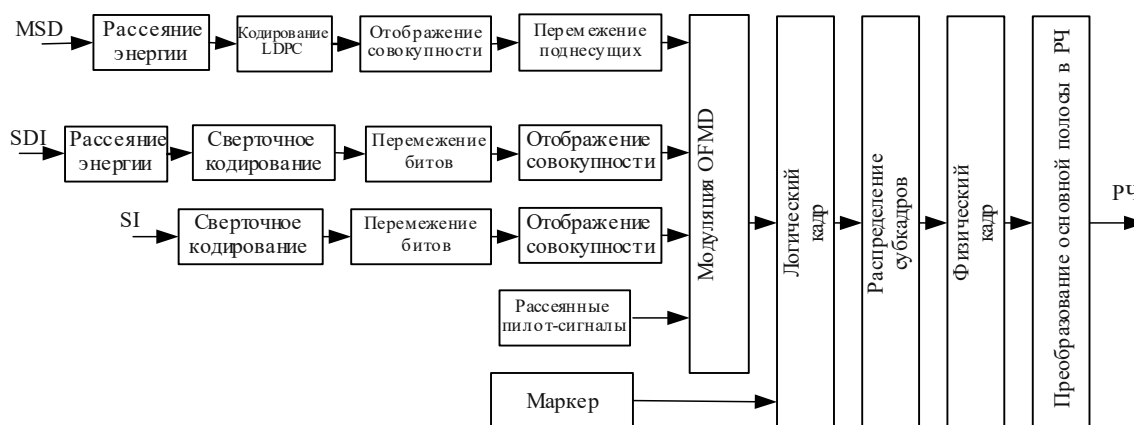 MSD
Рассеяние
энергии
Кодирование
LDPC
Отображение
совокупности
Перемежение
поднесущих
SDI
Рассеяние
энергии
Сверточное
кодирование
Перемежение
битов
Отображение
совокупности
SI
Сверточное
кодирование
Перемежение
битов
Отображение
совокупности
Рассеянные
пилот-сигналы
Маркер
Модуляция OFMD
Логический
кадр
Распределение
субкадров
Физический
кадр
Преобразование основной полосы в РЧ
РЧ